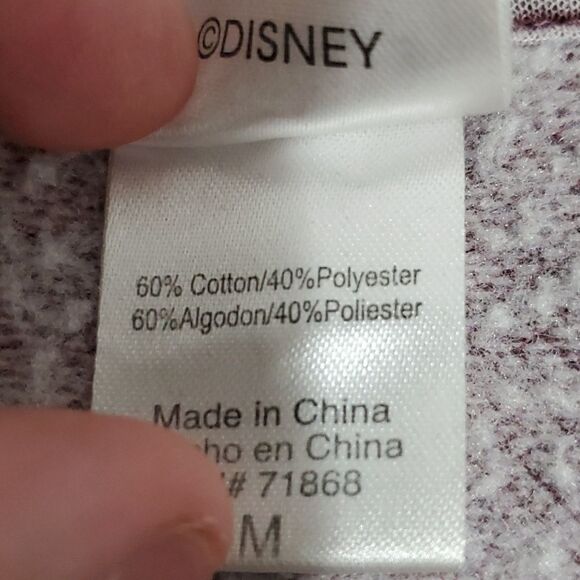 ©DISNEY
60% Cotton/40%Polyester
60%Algodon/40%Poliester
Made in China
en China
# 71868
M